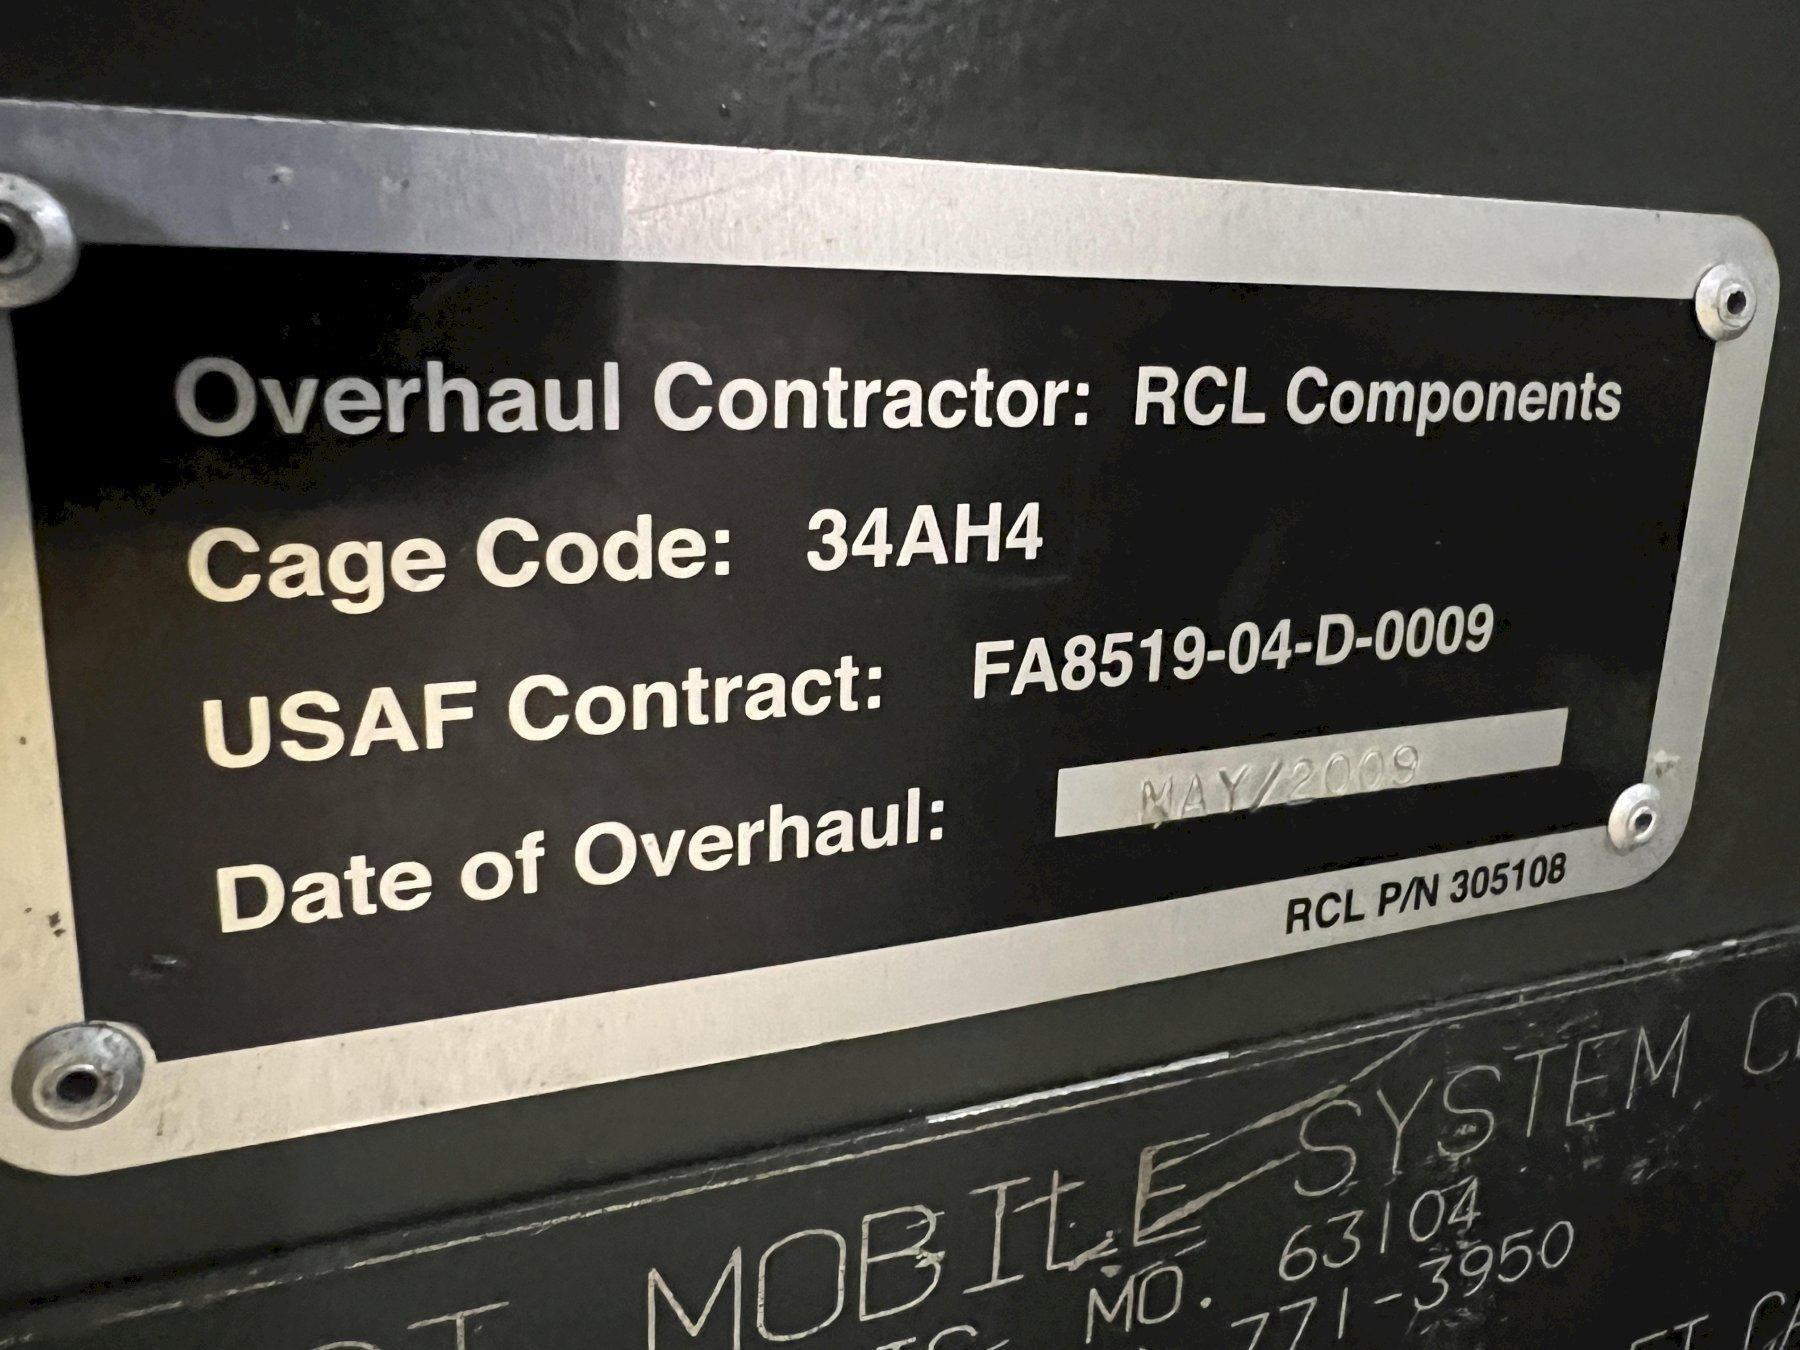 Overhaul Contractor: RCL Components
Cage Code: 34AH4
USAF Contract: FA8519-04-D-0009
Date of Overhaul: MAY/2009
RCL P/N 305108
MOBILE SYSTEM
MO. 63104
771-3950